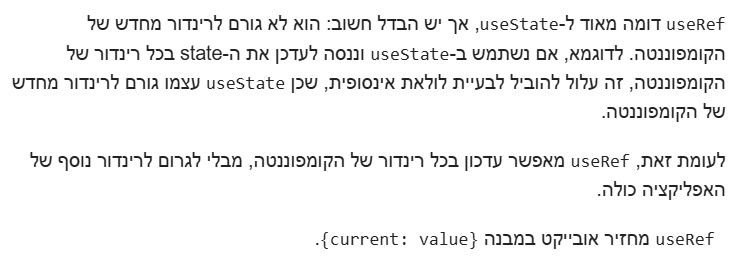 useRef דומה מאוד ל-useState, אך יש הבדל חשוב: הוא לא גורם לרינדור מחדש של
הקומפוננטה. לדוגמא, אם נשתמש ב-useState וננסה לעדכן את ה-state בכל רינדור של
הקומפוננטה, זה עלול להוביל לבעיית לולאת אינסופית, שכן useState עצמו גורם לרינדור מחדש
של הקומפוננטה.
לעומת זאת, useRef מאפשר עדכון בכל רינדור של הקומפוננטה, מבלי לגרום לרינדור נוסף של
האפליקציה כולה.
useRef מחזיר אובייקט במבנה {current: value}.